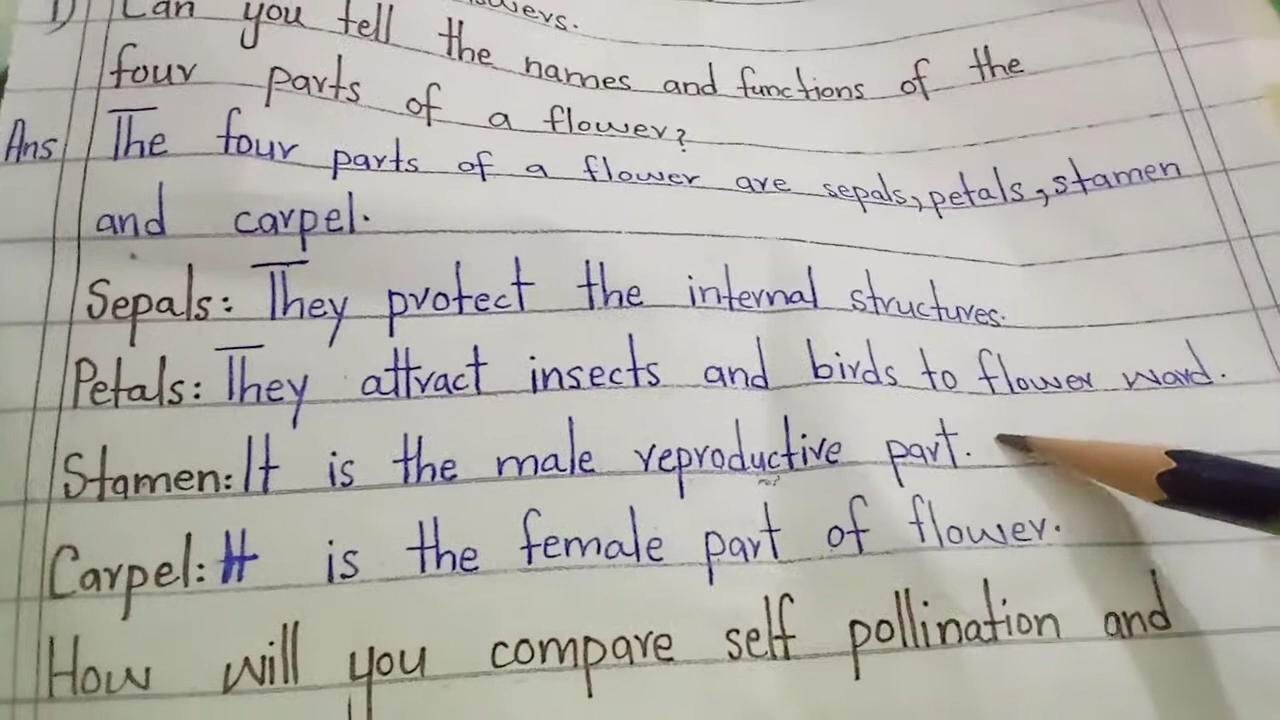 1) Can you tell the names and functions of the
four parts of a flower?
Ans The four parts of a flower are sepals, petals, stamen
and carpel.
Sepals: They protect the internal structures.
Petals: They attract insects and birds to flower ward.
Stamen: It is the male reproductive part.
Carpel: It is the female part of flower.
How will you compare self pollination and